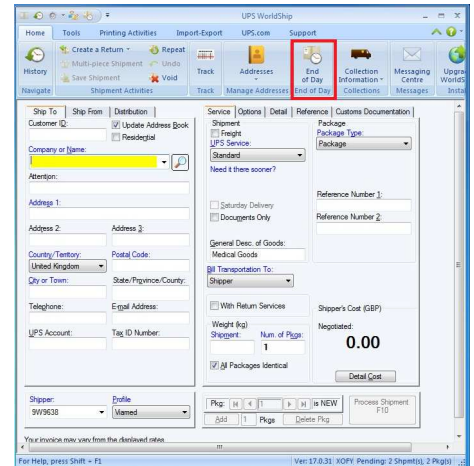 UPS WorldShip
Home Tools Printing Activities Import-Export UPS.com Support
History
Create a Return
Repeat
Multi-piece Shipment
Undo
Save Shipment
Void
Track
Addresses
End of Day
Collection Information
Messaging Centre
Navigate Shipment Activities Track Manage Addresses End of Day Collections Messages
Ship To Ship From Distribution
Customer ID:
Update Address Book
Residential
Company or Name:
Attention:
Address 1:
Address 2: Address 3:
Country/Territory: Postal Code:
United Kingdom
City or Town: State/Province/County:
Telephone: E-mail Address:
UPS Account: Tax ID Number:
Shipper: Profile
9W9638 Viamed
Your invoice may vary from the displayed rates.
Service Options Detail Reference Customs Documentation
Shipment
Freight
UPS Service:
Standard
Need it there sooner?
Saturday Delivery
Documents Only
General Desc. of Goods:
Medical Goods
Bill Transportation To:
Shipper
With Return Services
Weight (kg)
Shipment: Num. of Pkgs:
1
All Packages Identical
Package
Package Type:
Package
Reference Number 1:
Reference Number 2:
Shipper's Cost (GBP)
Negotiated:
0.00
Detail Cost
Pkg: 1 is NEW
Process Shipment F10
Add 1 Pkgs Delete Pkg
For Help, press Shift + F1
Ver: 17.0.31 XOFY Pending: 2 Shpmt(s), 2 Pkg(s)